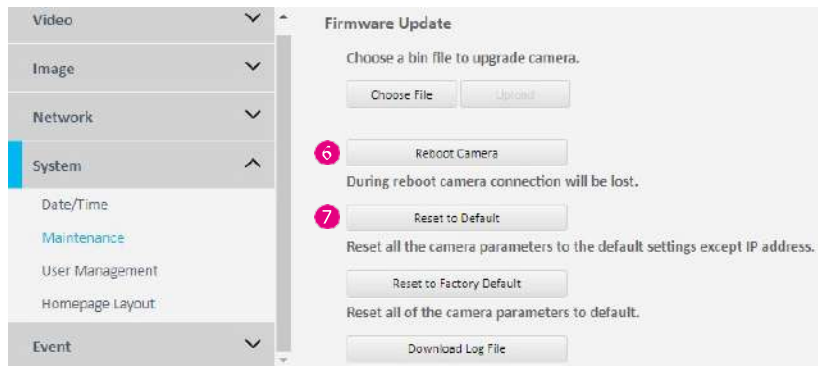 Video
Image
Network
System
Date/Time
Maintenance
User Management
Homepage Layout
Event
Firmware Update
Choose a bin file to upgrade camera.
Choose File Upload
6 Reboot Camera
During reboot camera connection will be lost.
7 Reset to Default
Reset all the camera parameters to the default settings except IP address.
Reset to Factory Default
Reset all of the camera parameters to default.
Download Log File